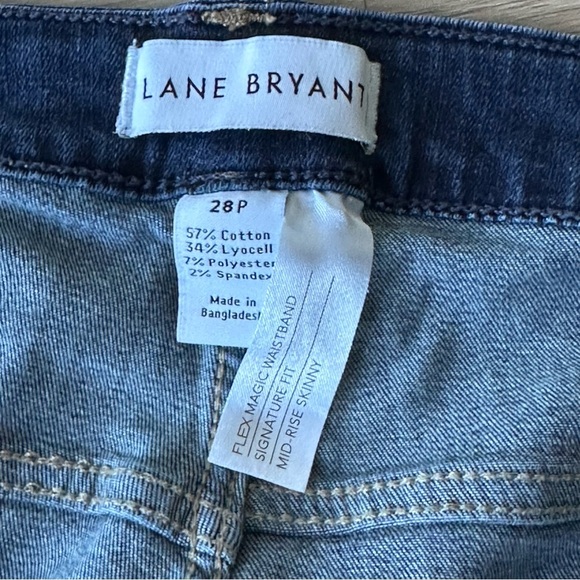 LANE BRYANT
28P
57% Cotton
34% Lyocell
7% Polyester
2% Spandex
Made in
Bangladesh
FLEX MAGIC WAISTBAND
SIGNATURE FIT
MID-RISE SKINNY